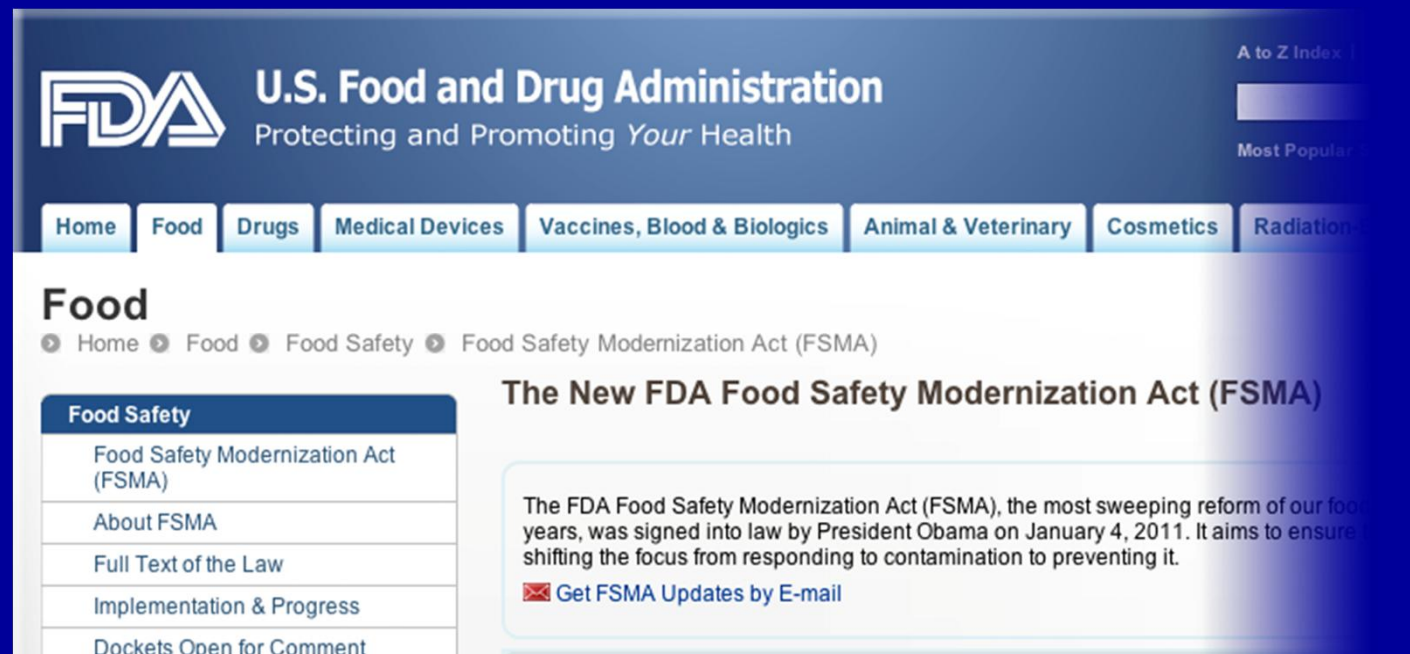 A to Z Index |
FDA
U.S. Food and Drug Administration
Protecting and Promoting Your Health
Most Popular
Home Food Drugs Medical Devices Vaccines, Blood & Biologics Animal & Veterinary Cosmetics Radiation-
Food
Home Food Food Safety Food Safety Modernization Act (FSMA)
The New FDA Food Safety Modernization Act (FSMA)
Food Safety
Food Safety Modernization Act
(FSMA)
About FSMA
Full Text of the Law
Implementation & Progress
Dockets Open for Comment
The FDA Food Safety Modernization Act (FSMA), the most sweeping reform of our food
years, was signed into law by President Obama on January 4, 2011. It aims to ensure
shifting the focus from responding to contamination to preventing it.
Get FSMA Updates by E-mail